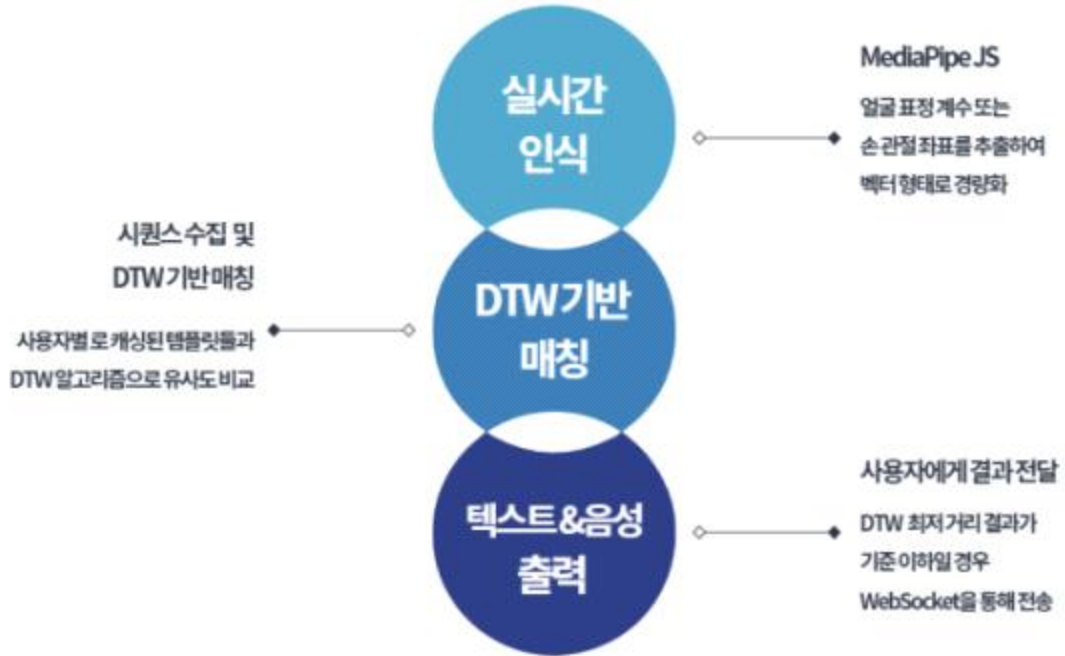 실시간
인식
MediaPipe JS
얼굴 표정 계수 또는
손 관절 좌표를 추출하여
벡터 형태로 경량화
시퀀스 수집 및
DTW 기반 매칭
사용자별로 캐싱된 템플릿들과
DTW 알고리즘으로 유사도 비교
DTW 기반
매칭
텍스트&음성
출력
사용자에게 결과 전달
DTW 최저 거리 결과가
기준 이하일 경우
WebSocket을 통해 전송